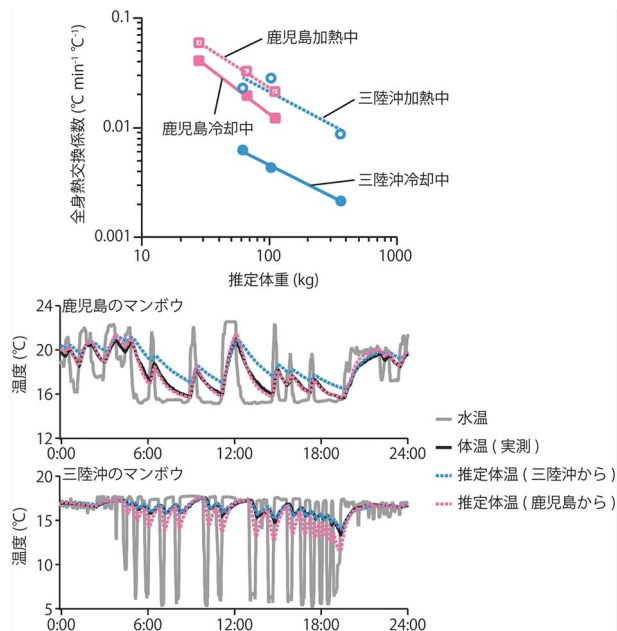 0.1
鹿児島加熱中
三陸沖加熱中
0.01
鹿児島冷却中
三陸沖冷却中
0.001
全身熱交換係数 (℃ min⁻¹ ℃⁻¹)
10
100
1000
推定体重 (kg)
鹿児島のマンボウ
24
20
16
12
温度 (℃)
0:00
6:00
12:00
18:00
24:00
水温
体温 ( 実測 )
推定体温 ( 三陸沖から )
推定体温 ( 鹿児島から )
三陸沖のマンボウ
20
15
10
5
温度 (℃)
0:00
6:00
12:00
18:00
24:00